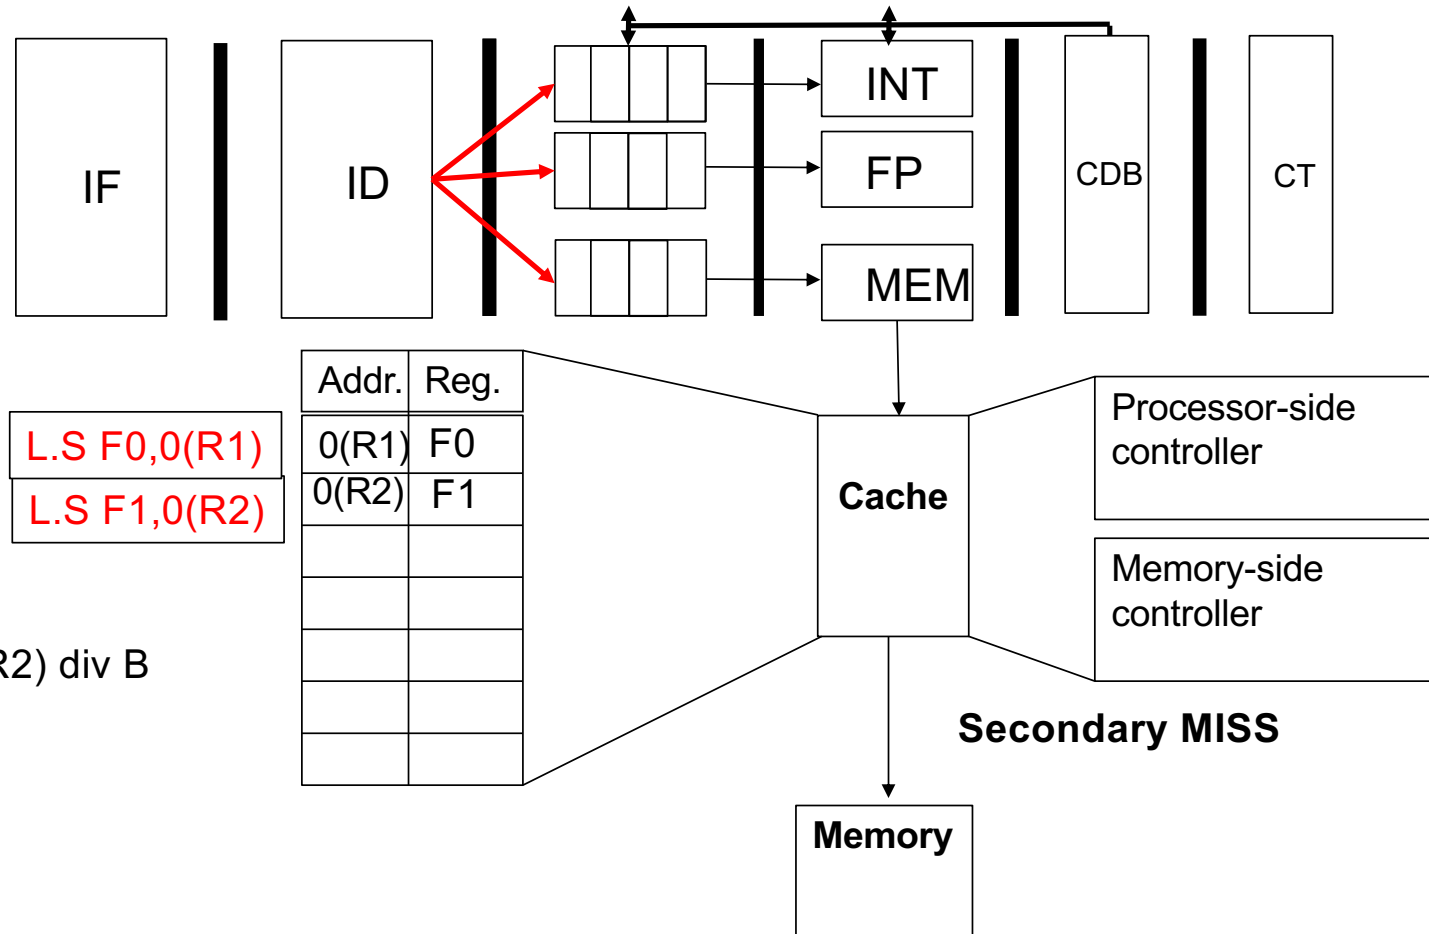 IF
ID
INT
FP
MEM
CDB
CT
Addr. Reg.
L.S F0,0(R1)
0(R1) F0
L.S F1,0(R2)
0(R2) F1
Cache
Processor-side
controller
Memory-side
controller
R2) div B
Secondary MISS
Memory